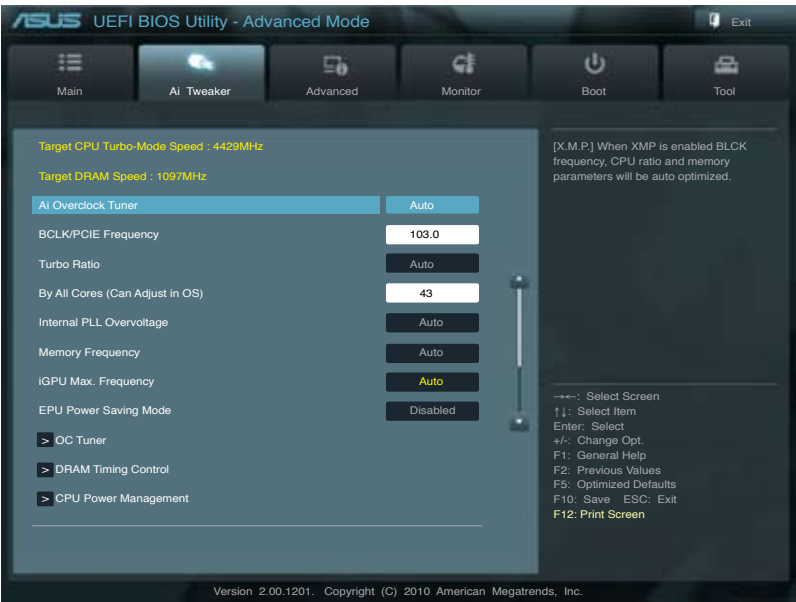 ASUS UEFI BIOS Utility - Advanced Mode
Exit
Main
Ai Tweaker
Advanced
Monitor
Boot
Tool
Target CPU Turbo-Mode Speed : 4429MHz
Target DRAM Speed : 1097MHz
Ai Overclock Tuner Auto
BCLK/PCIE Frequency 103.0
Turbo Ratio Auto
By All Cores (Can Adjust in OS) 43
Internal PLL Overvoltage Auto
Memory Frequency Auto
iGPU Max. Frequency Auto
EPU Power Saving Mode Disabled
> OC Tuner
> DRAM Timing Control
> CPU Power Management
[X.M.P.] When XMP is enabled BLCK
frequency, CPU ratio and memory
parameters will be auto optimized.
→←: Select Screen
↑↓: Select Item
Enter: Select
+/-: Change Opt.
F1: General Help
F2: Previous Values
F5: Optimized Defaults
F10: Save ESC: Exit
F12: Print Screen
Version 2.00.1201. Copyright (C) 2010 American Megatrends, Inc.